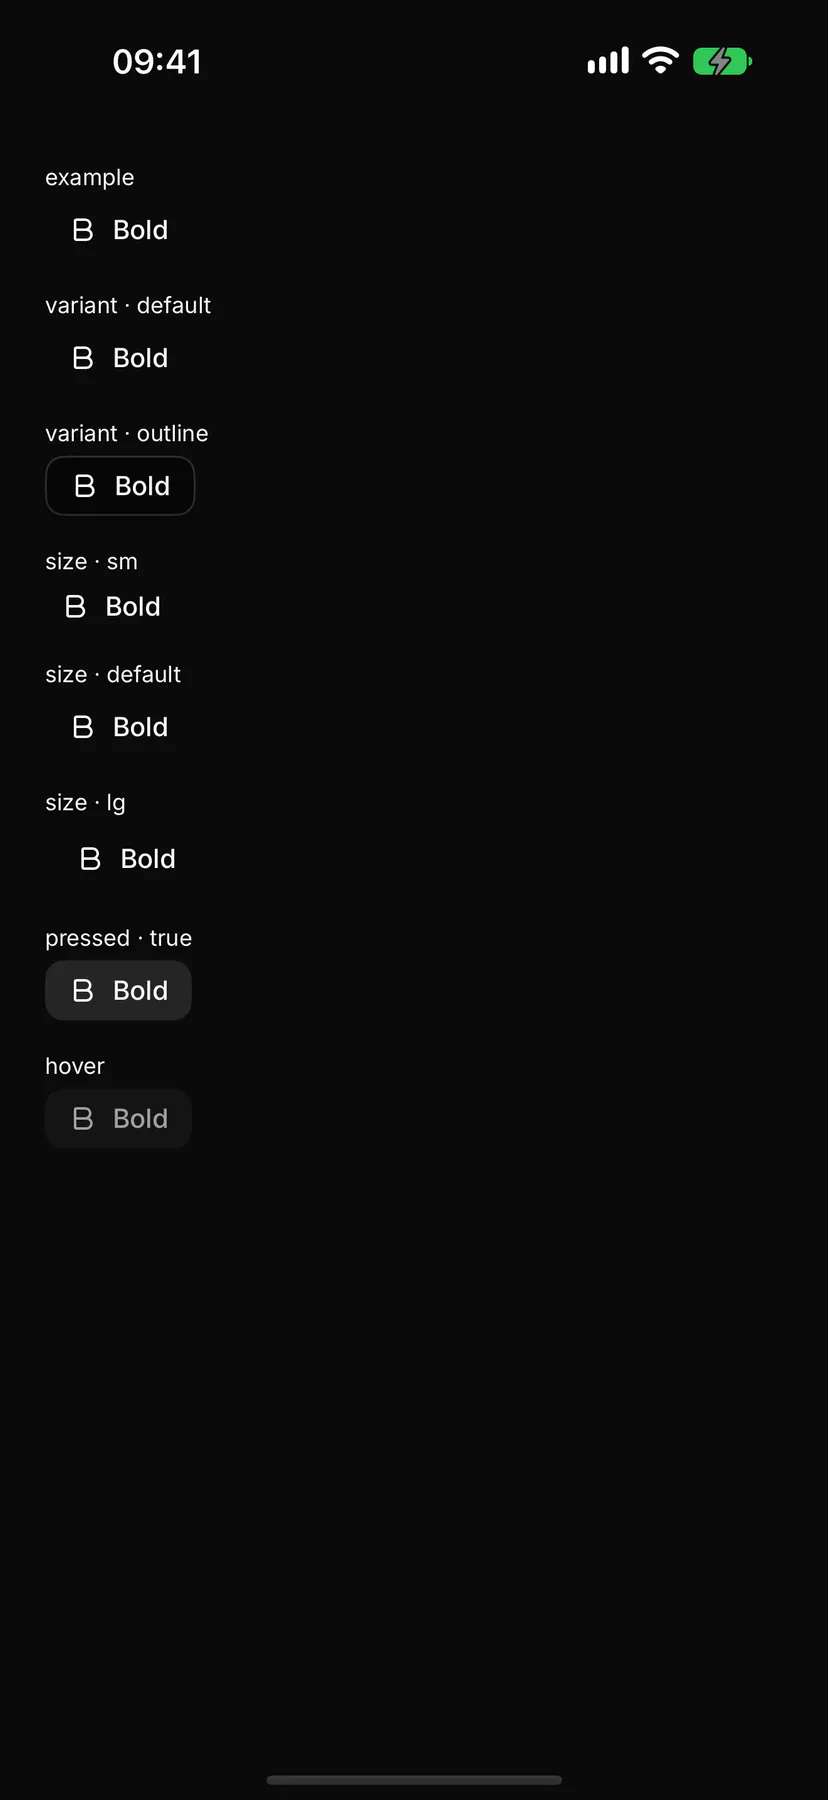 09:41
example
Bold
variant · default
Bold
variant · outline
Bold
size · sm
Bold
size · default
Bold
size · lg
Bold
pressed · true
Bold
hover
Bold